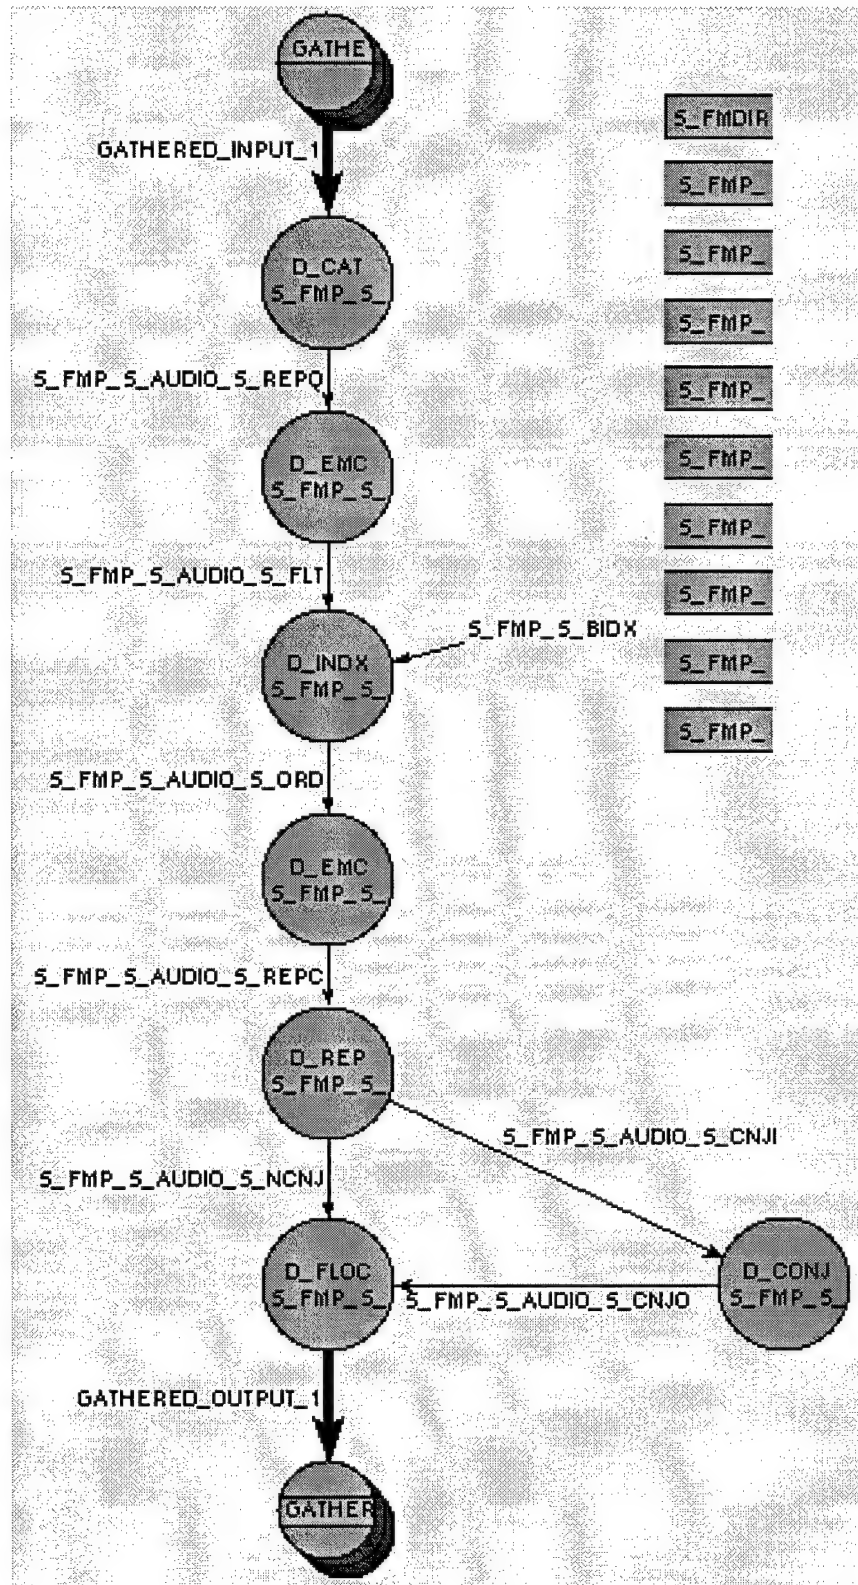 GATHE
GATHERED_INPUT_1
D_CAT
S_FMP_S_
S_FMP_S_AUDIO_S_REPQ
D_EMC
S_FMP_S_
S_FMP_S_AUDIO_S_FLT
S_FMP_S_BIDX
D_INDX
S_FMP_S_
S_FMP_S_AUDIO_S_ORD
D_EMC
S_FMP_S_
S_FMP_S_AUDIO_S_REPC
D_REP
S_FMP_S_
S_FMP_S_AUDIO_S_CNJI
S_FMP_S_AUDIO_S_NCNJ
D_FLOC
S_FMP_S_
S_FMP_S_AUDIO_S_CNJO
D_CONJ
S_FMP_S_
GATHERED_OUTPUT_1
GATHER
S_FMDIR
S_FMP_
S_FMP_
S_FMP_
S_FMP_
S_FMP_
S_FMP_
S_FMP_
S_FMP_
S_FMP_